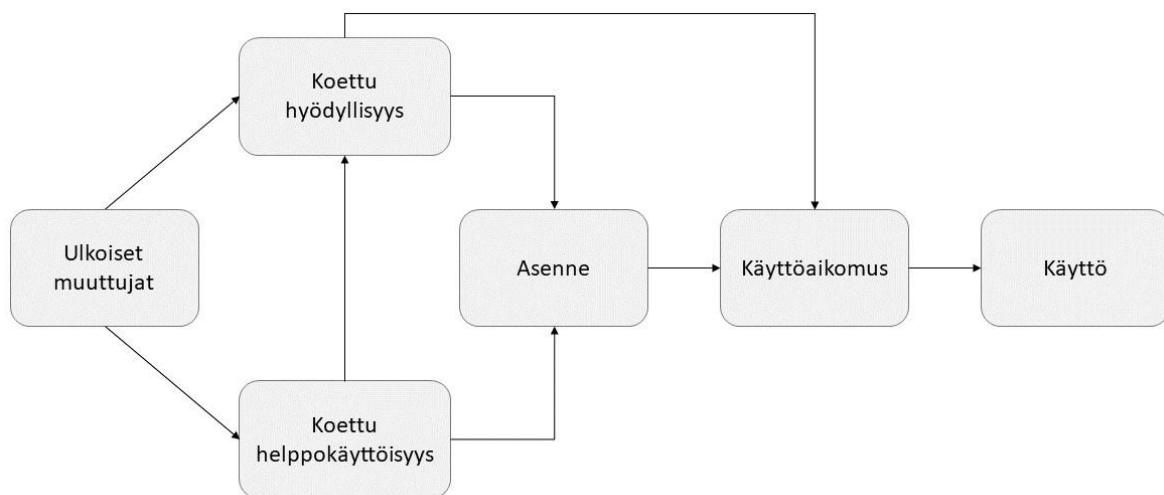 Koettu
hyödyllisyys
Ulkoiset
muuttujat
Asenne
Käyttöaikomus
Käyttö
Koettu
helppokäyttöisyys